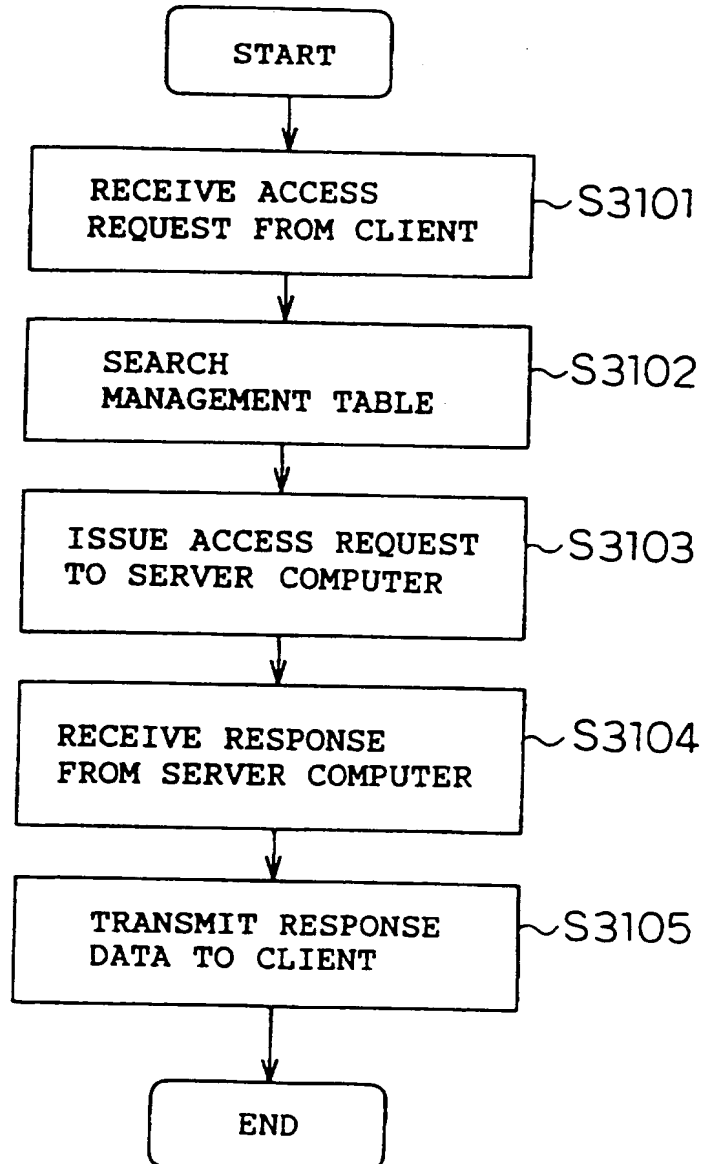 START
RECEIVE ACCESS
REQUEST FROM CLIENT
S3101
SEARCH
MANAGEMENT TABLE
S3102
ISSUE ACCESS REQUEST
TO SERVER COMPUTER
S3103
RECEIVE RESPONSE
FROM SERVER COMPUTER
S3104
TRANSMIT RESPONSE
DATA TO CLIENT
S3105
END